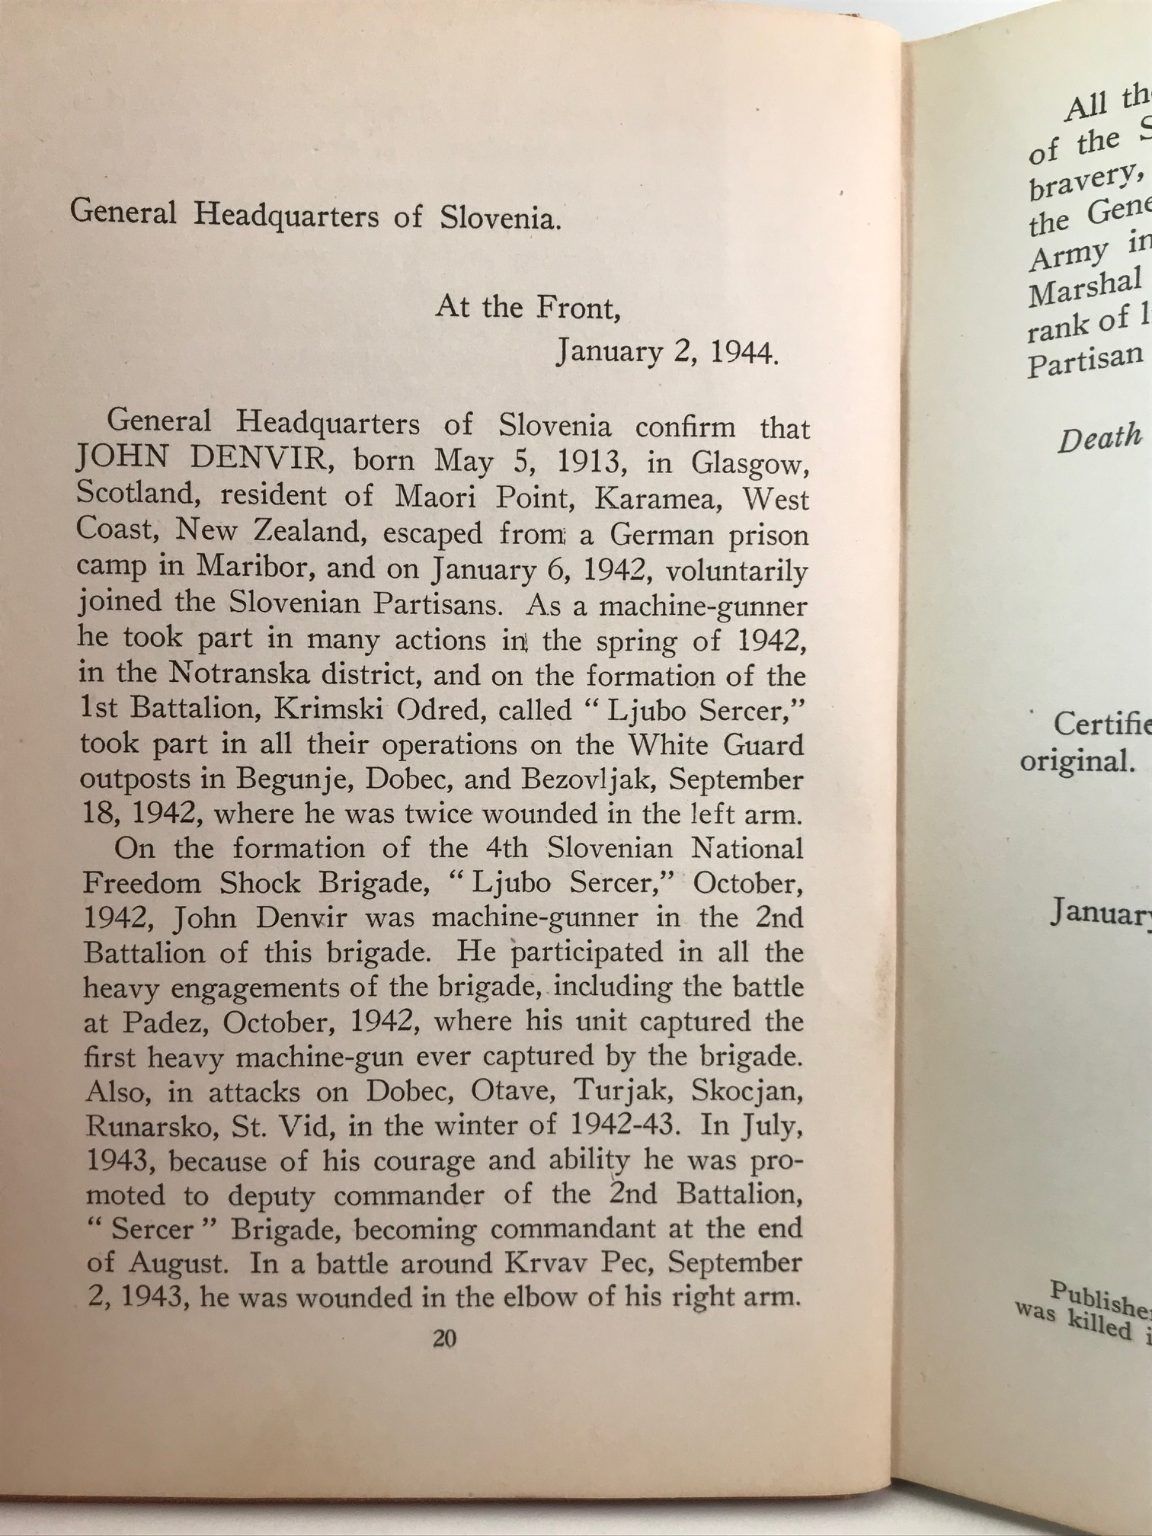 General Headquarters of Slovenia.
At the Front,
January 2, 1944.
General Headquarters of Slovenia confirm that
JOHN DENVIR, born May 5, 1913, in Glasgow,
Scotland, resident of Maori Point, Karamea, West
Coast, New Zealand, escaped from a German prison
camp in Maribor, and on January 6, 1942, voluntarily
joined the Slovenian Partisans. As a machine-gunner
he took part in many actions in the spring of 1942,
in the Notranska district, and on the formation of the
1st Battalion, Krimski Odred, called “ Ljubo Sercer,”
took part in all their operations on the White Guard
outposts in Begunje, Dobec, and Bezovljak, September
18, 1942, where he was twice wounded in the left arm.
On the formation of the 4th Slovenian National
Freedom Shock Brigade, “ Ljubo Sercer,” October,
1942, John Denvir was machine-gunner in the 2nd
Battalion of this brigade. He participated in all the
heavy engagements of the brigade, including the battle
at Padez, October, 1942, where his unit captured the
first heavy machine-gun ever captured by the brigade.
Also, in attacks on Dobec, Otave, Turjak, Skocjan,
Runarsko, St. Vid, in the winter of 1942-43. In July,
1943, because of his courage and ability he was pro-
moted to deputy commander of the 2nd Battalion,
“ Sercer ” Brigade, becoming commandant at the end
of August. In a battle around Krvav Pec, September
2, 1943, he was wounded in the elbow of his right arm.
20
All
of the
bravery,
the
Army
Marshal
rank of
Partisan
Death
original.
was killed